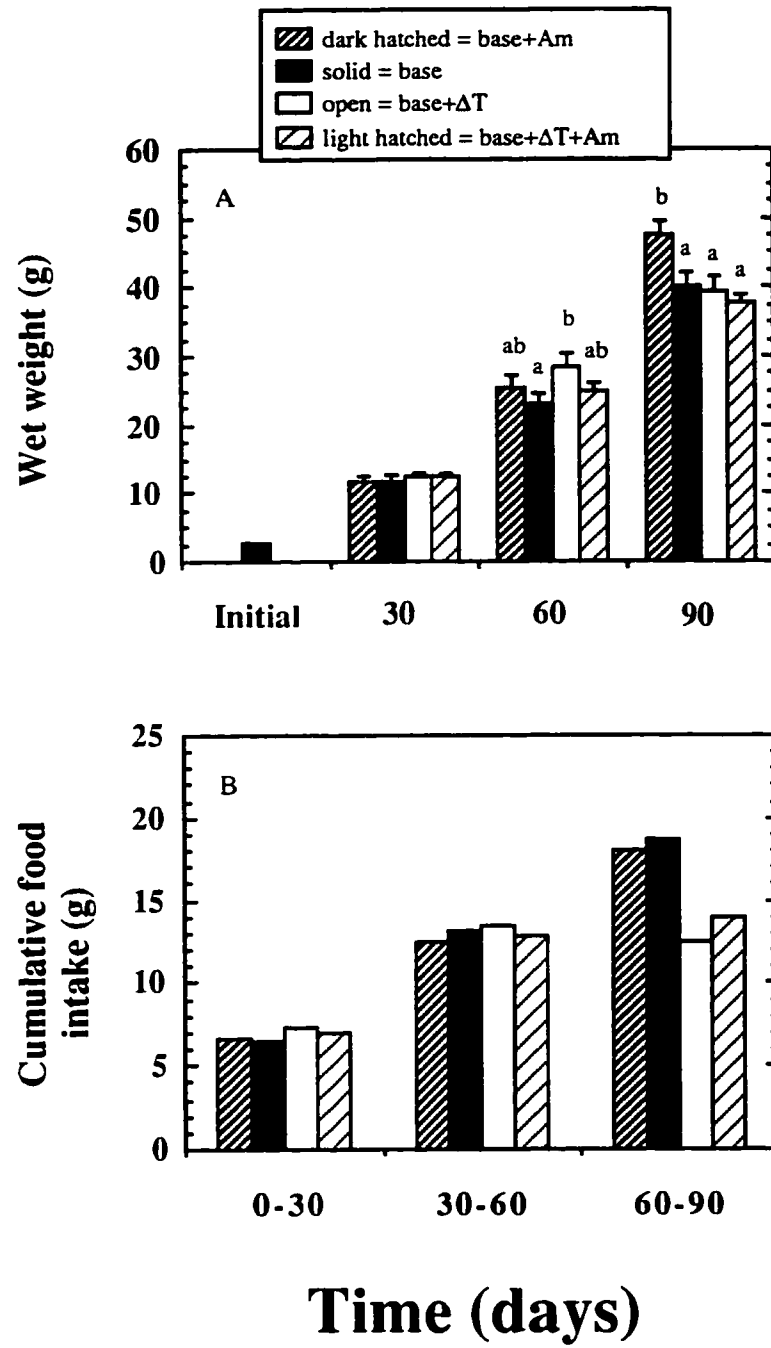 dark hatched = base+Am
solid = base
open = base+ΔT
light hatched = base+ΔT+Am
A
Wet weight (g)
60
50
40
30
20
10
0
ab
a
b
ab
b
a
a
a
Initial
30
60
90
B
Cumulative food
intake (g)
25
20
15
10
5
0
0-30
30-60
60-90
Time (days)